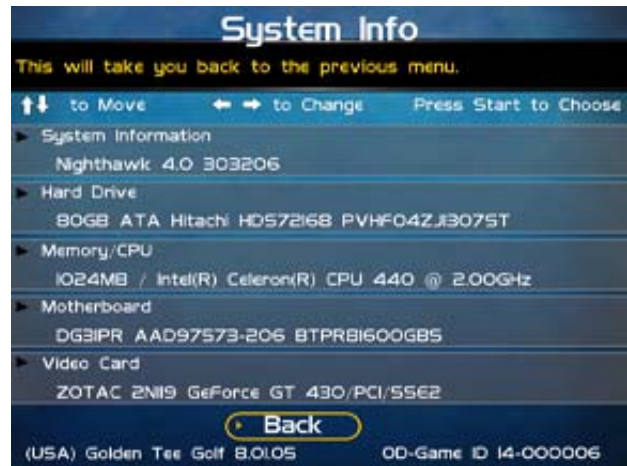 System Info
This will take you back to the previous menu.
to Move to Change Press Start to Choose
System Information
Nighthawk 4.0 303206
Hard Drive
80GB ATA Hitachi HDS72168 PVHF04ZJ1307ST
Memory/CPU
1024MB / Intel(R) Celeron(R) CPU 440 @ 2.00GHz
Motherboard
DG31PR AAD97573-206 BTPR81600GB5
Video Card
ZOTAC 2N119 GeForce GT 430/PCI/SSE2
Back
(USA) Golden Tee Golf 8.01.05 OD-Game ID 14-000006